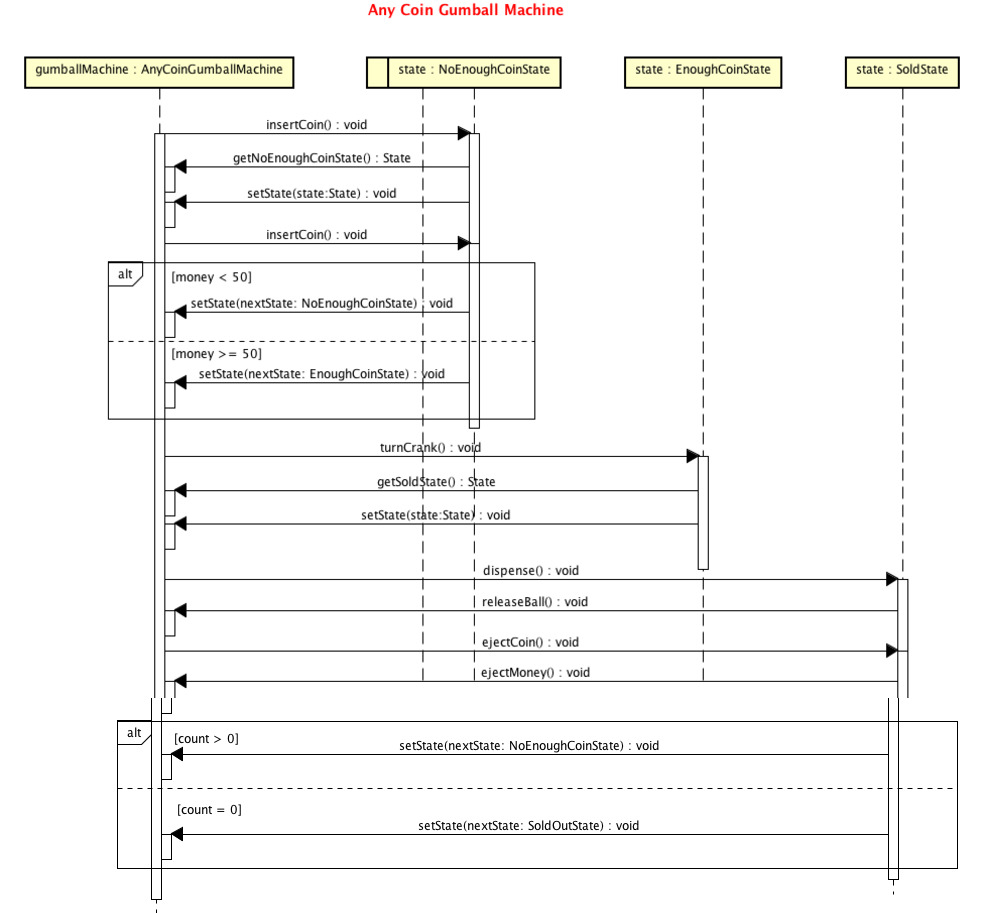 Any Coin Gumball Machine
gumballMachine : AnyCoinGumballMachine
state : NoEnoughCoinState
state : EnoughCoinState
state : SoldState
insertCoin() : void
getNoEnoughCoinState() : State
setState(state:State) : void
insertCoin() : void
alt
[money < 50]
setState(nextState: NoEnoughCoinState) : void
[money >= 50]
setState(nextState: EnoughCoinState) : void
turnCrank() : void
getSoldState() : State
setState(state:State) : void
dispense() : void
releaseBall() : void
ejectCoin() : void
ejectMoney() : void
alt
[count > 0]
setState(nextState: NoEnoughCoinState) : void
[count = 0]
setState(nextState: SoldOutState) : void